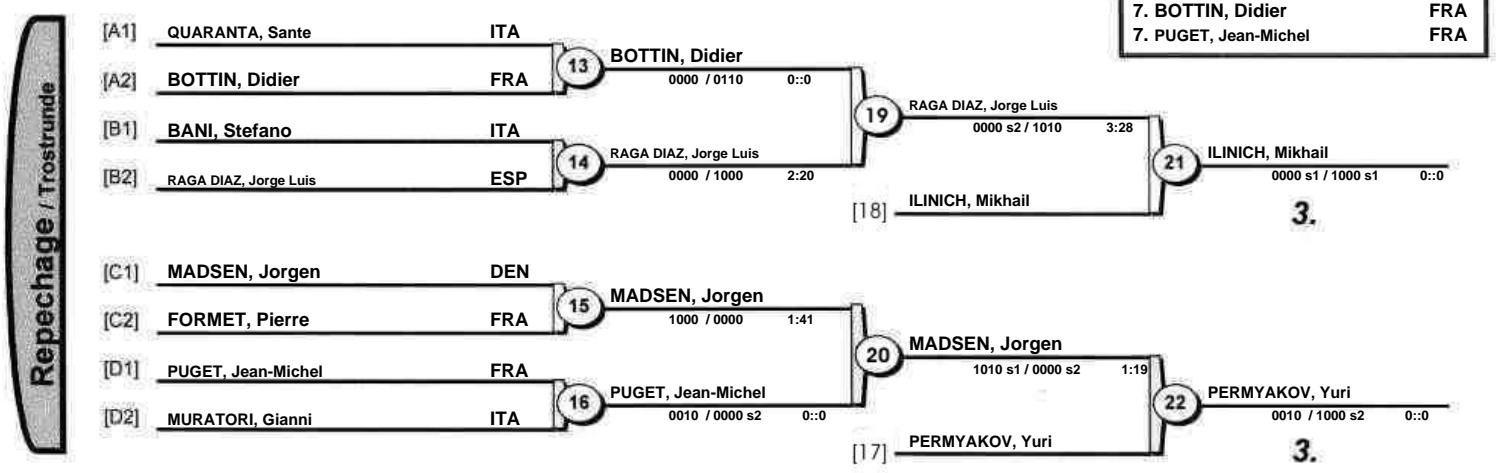 7. BOTTIN, Didier FRA
7. PUGET, Jean-Michel FRA
Repechage / Trostrunde
[A1] QUARANTA, Sante ITA
[A2] BOTTIN, Didier FRA
13 BOTTIN, Didier
0000 / 0110 0::0
[B1] BANI, Stefano ITA
[B2] RAGA DIAZ, Jorge Luis ESP
14 RAGA DIAZ, Jorge Luis
0000 / 1000 2:20
19 RAGA DIAZ, Jorge Luis
0000 s2 / 1010 3:28
[18] ILINICH, Mikhail
21 ILINICH, Mikhail
0000 s1 / 1000 s1 0::0
3.
[C1] MADSEN, Jorgen DEN
[C2] FORMET, Pierre FRA
15 MADSEN, Jorgen
1000 / 0000 1:41
[D1] PUGET, Jean-Michel FRA
[D2] MURATORI, Gianni ITA
16 PUGET, Jean-Michel
0010 / 0000 s2 0::0
20 MADSEN, Jorgen
1010 s1 / 0000 s2 1:19
[17] PERMYAKOV, Yuri
22 PERMYAKOV, Yuri
0010 / 1000 s2 0::0
3.